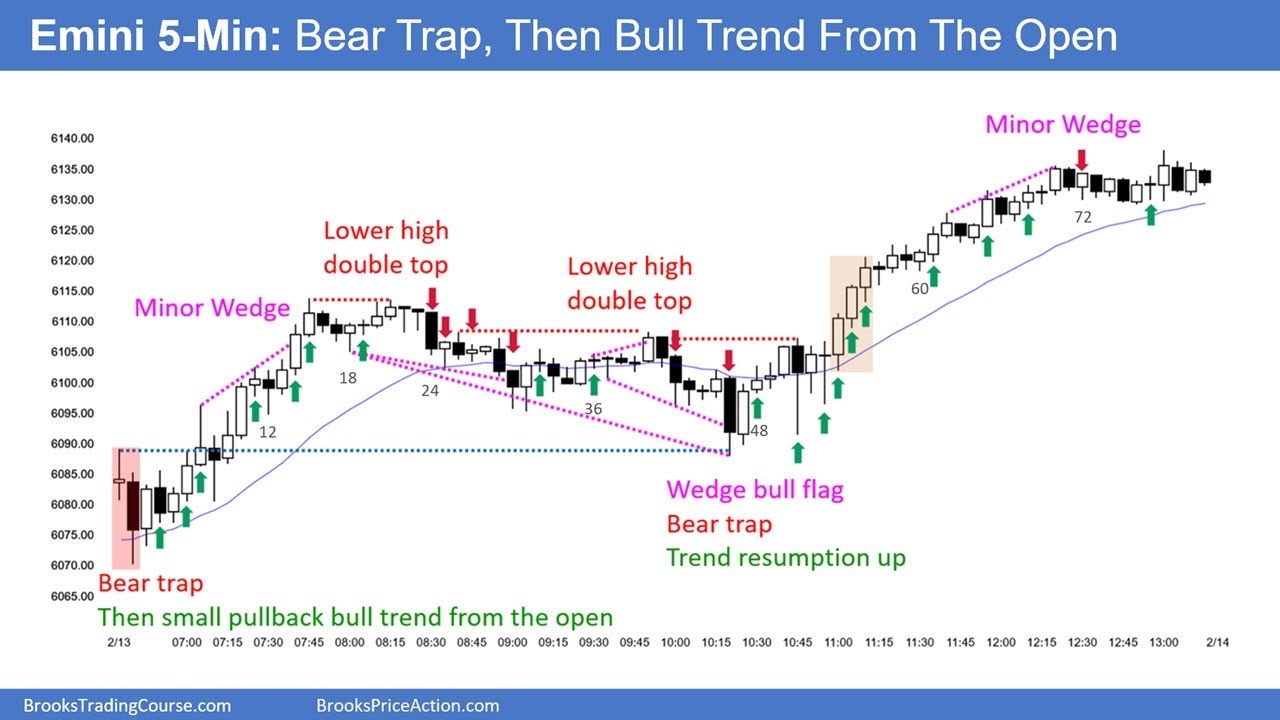 Emini 5-Min: Bear Trap, Then Bull Trend From The Open
Minor Wedge
6140.00
6135.00
6130.00
6125.00
6120.00
6115.00
6110.00
6105.00
6100.00
6095.00
6090.00
6085.00
6080.00
6075.00
6070.00
6065.00
Lower high
double top
Lower high
double top
Minor Wedge
72
60
18
24
36
12
48
Wedge bull flag
Bear trap
Trend resumption up
Bear trap
Then small pullback bull trend from the open
2/13 07:00 07:15 07:30 07:45 08:00 08:15 08:30 08:45 09:00 09:15 09:30 09:45 10:00 10:15 10:30 10:45 11:00 11:15 11:30 11:45 12:00 12:15 12:30 12:45 13:00 2/14
BrooksTradingCourse.com BrooksPriceAction.com